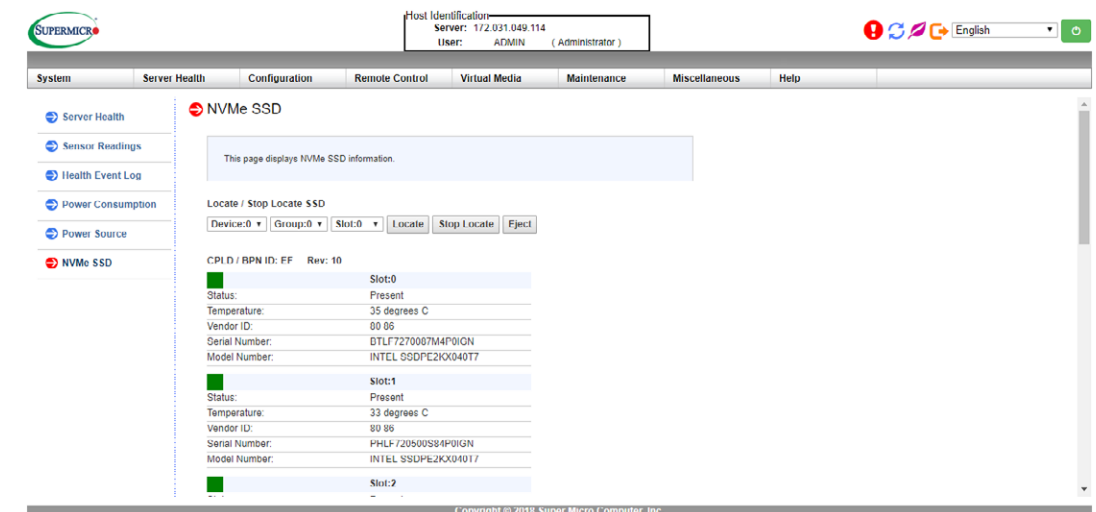 SUPERMICRO
Host Identification
Server: 172.031.049.114
User: ADMIN ( Administrator )
English
System Server Health Configuration Remote Control Virtual Media Maintenance Miscellaneous Help
Server Health
Sensor Readings
Health Event Log
Power Consumption
Power Source
NVMe SSD
NVMe SSD
This page displays NVMe SSD information.
Locate / Stop Locate SSD
Device:0 Group:0 Slot:0 Locate Stop Locate Eject
CPLD / BPN ID: EF Rev: 10
Slot:0
Status: Present
Temperature: 35 degrees C
Vendor ID: 80 86
Serial Number: BTLF7270087M4P0IGN
Model Number: INTEL SSDPE2KX040T7
Slot:1
Status: Present
Temperature: 33 degrees C
Vendor ID: 80 86
Serial Number: PHLF720500S84P0IGN
Model Number: INTEL SSDPE2KX040T7
Slot:2
Copyright © 2018 Super Micro Computer, Inc.